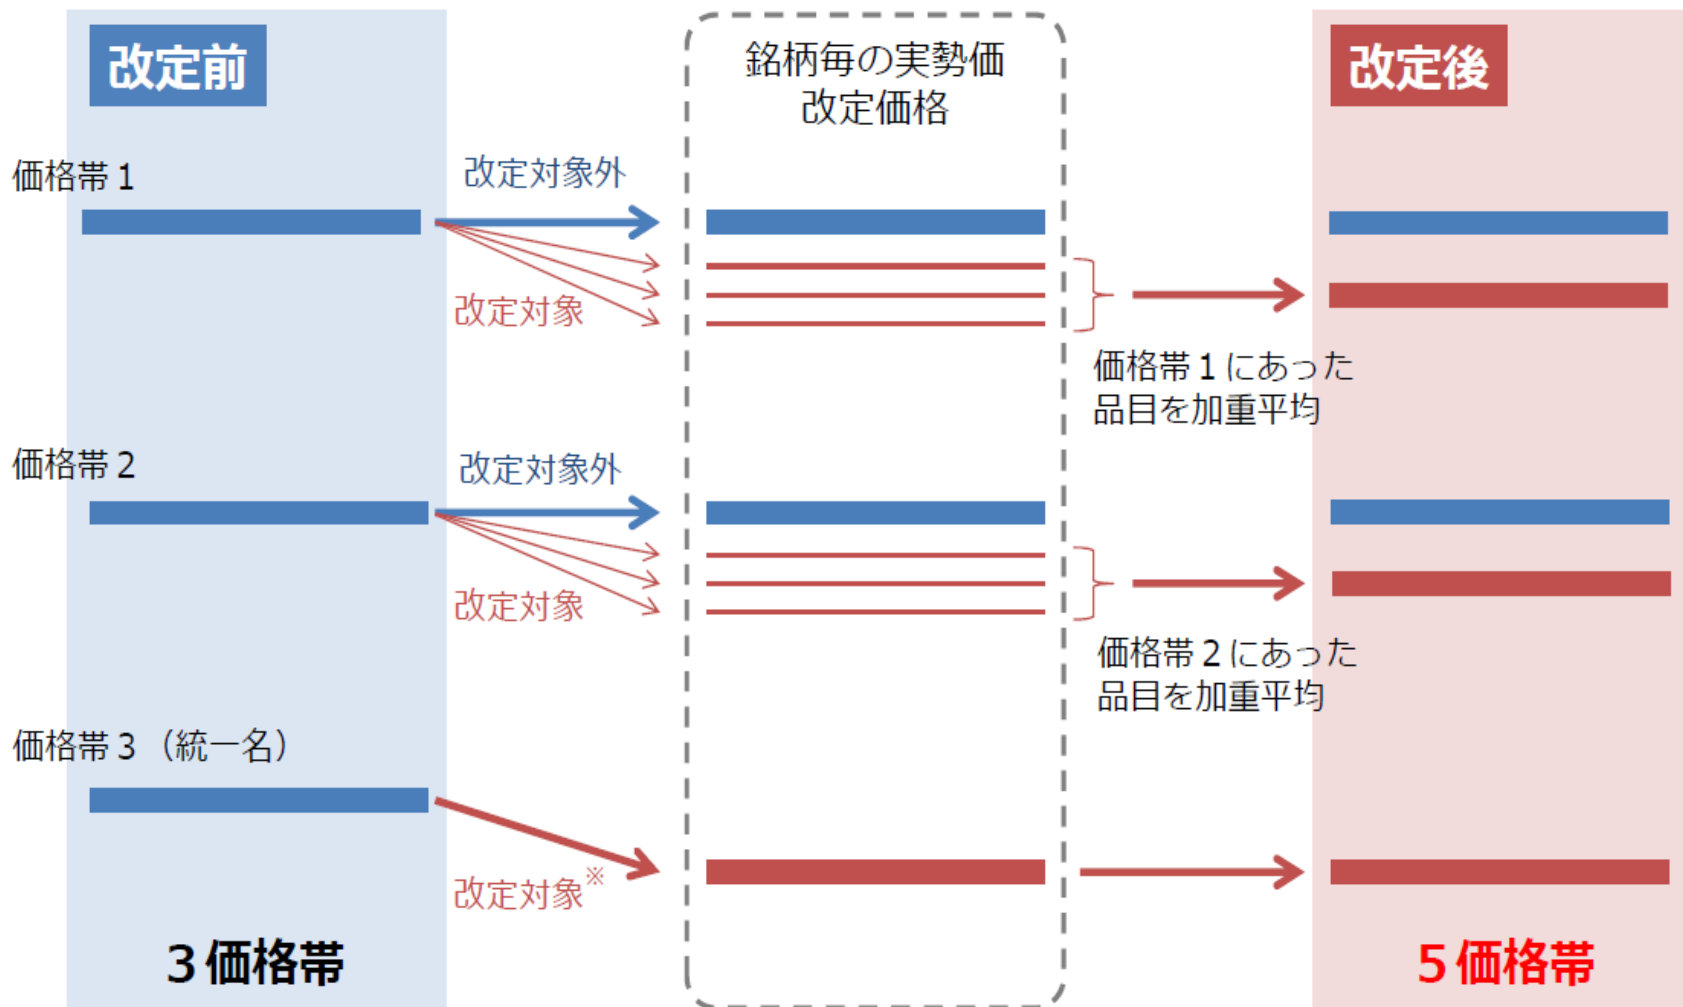 改定前
銘柄毎の実勢価
改定価格
改定後
価格帯1
改定対象外
改定対象
価格帯1にあった
品目を加重平均
価格帯2
改定対象外
改定対象
価格帯2にあった
品目を加重平均
価格帯3（統一名）
改定対象※
3価格帯
5価格帯